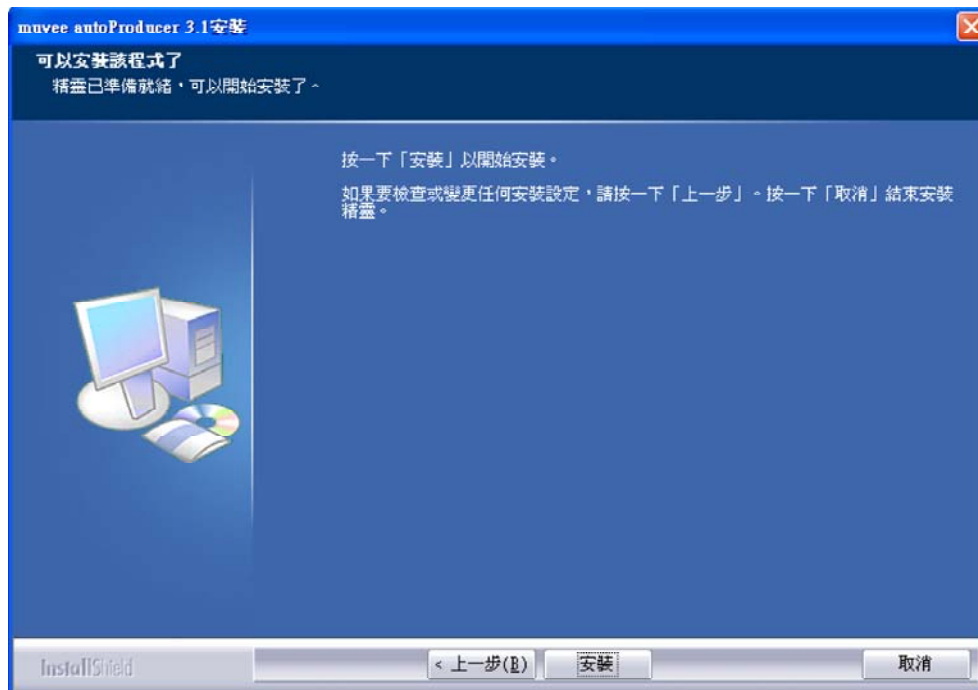 muvee autoProducer 3.1安裝
可以安裝該程式了
精靈已準備就緒，可以開始安裝了。
按一下「安裝」以開始安裝。
如果要檢查或變更任何安裝設定，請按一下「上一步」。按一下「取消」結束安裝
精靈。
InstallShield
< 上一步(B)
安裝
取消